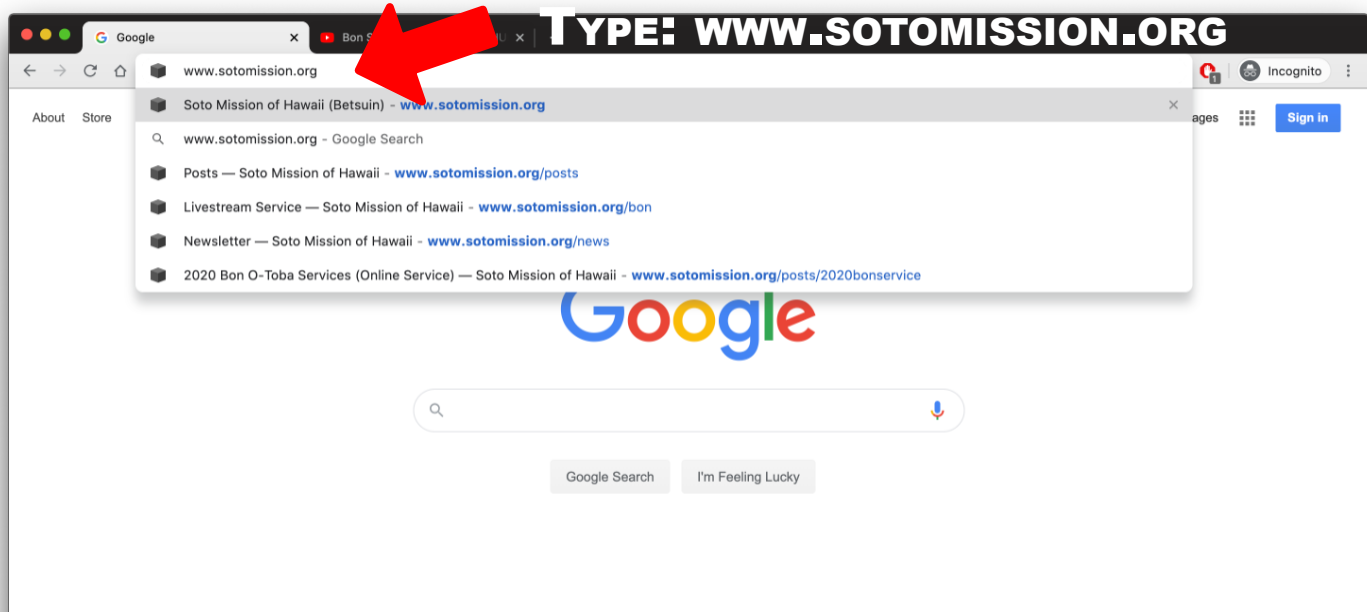 TYPE: WWW.SOTOMISSION.ORG
Google
Bon
www.sotomission.org
1
Incognito
Soto Mission of Hawaii (Betsuin) - www.sotomission.org
About Store
Sign in
www.sotomission.org - Google Search
Posts — Soto Mission of Hawaii - www.sotomission.org/posts
Livestream Service — Soto Mission of Hawaii - www.sotomission.org/bon
Newsletter — Soto Mission of Hawaii - www.sotomission.org/news
2020 Bon O-Toba Services (Online Service) — Soto Mission of Hawaii - www.sotomission.org/posts/2020bonservice
Google
Google Search
I'm Feeling Lucky